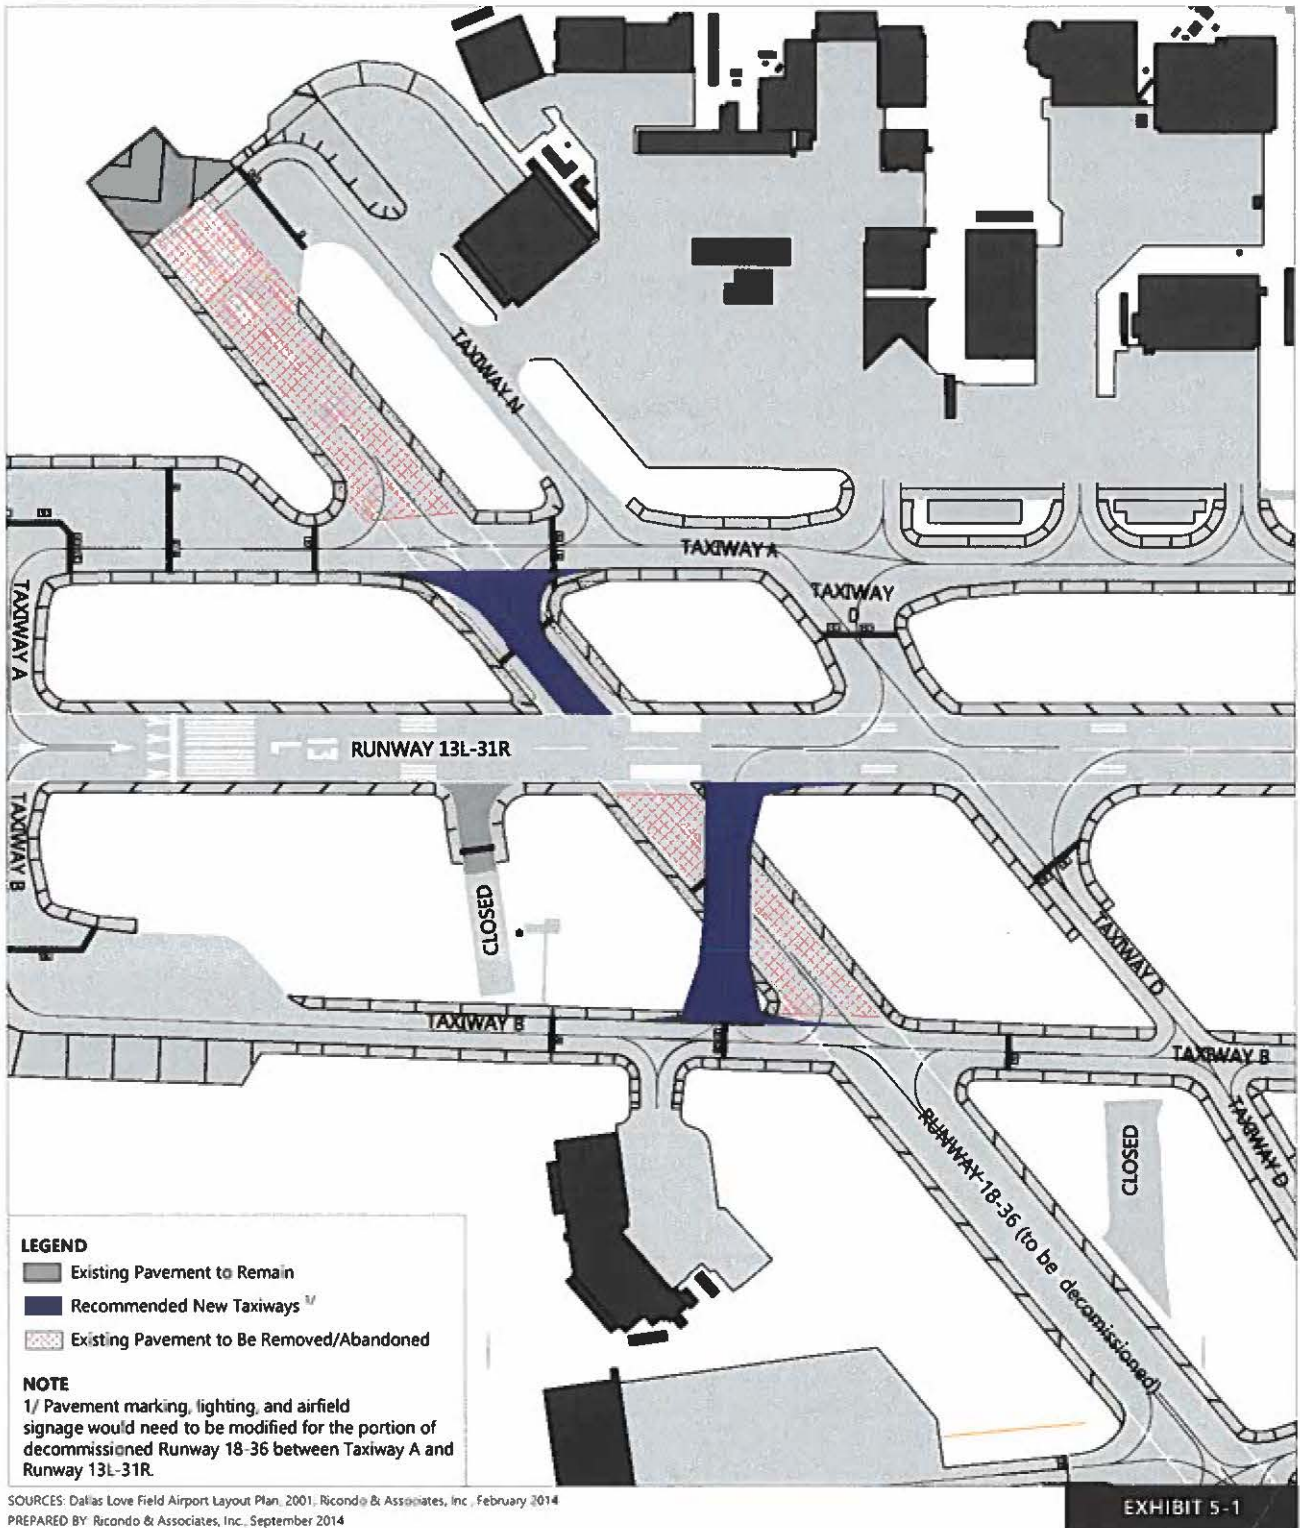 TAXIWAY N
TAXIWAY A
TAXIWAY
D
TAXIWAY A
RUNWAY 13L-31R
TAXIWAY B
CLOSED
TAXIWAY D
TAXIWAY B
TAXIWAY B
TAXIWAY D
RUNWAY 18-36 (to be decomissioned)
CLOSED
LEGEND
Existing Pavement to Remain
Recommended New Taxiways 1/
Existing Pavement to Be Removed/Abandoned
NOTE
1/ Pavement marking, lighting, and airfield
signage would need to be modified for the portion of
decommissioned Runway 18-36 between Taxiway A and
Runway 13L-31R.
SOURCES: Dallas Love Field Airport Layout Plan, 2001, Ricondo & Associates, Inc., February 2014
PREPARED BY Ricondo & Associates, Inc., September 2014
EXHIBIT 5-1